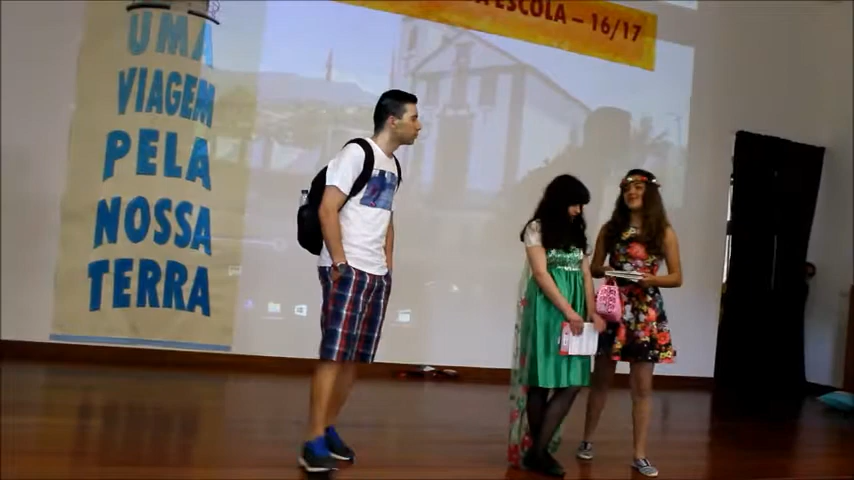 ESCOLA – 16/17
UMA
VIAGEM
PELA
NOSSA
TERRA